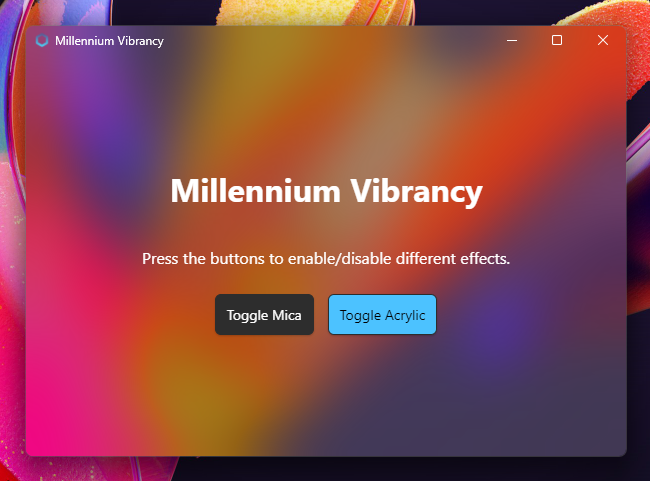 Millennium Vibrancy
Millennium Vibrancy
Press the buttons to enable/disable different effects.
Toggle Mica
Toggle Acrylic